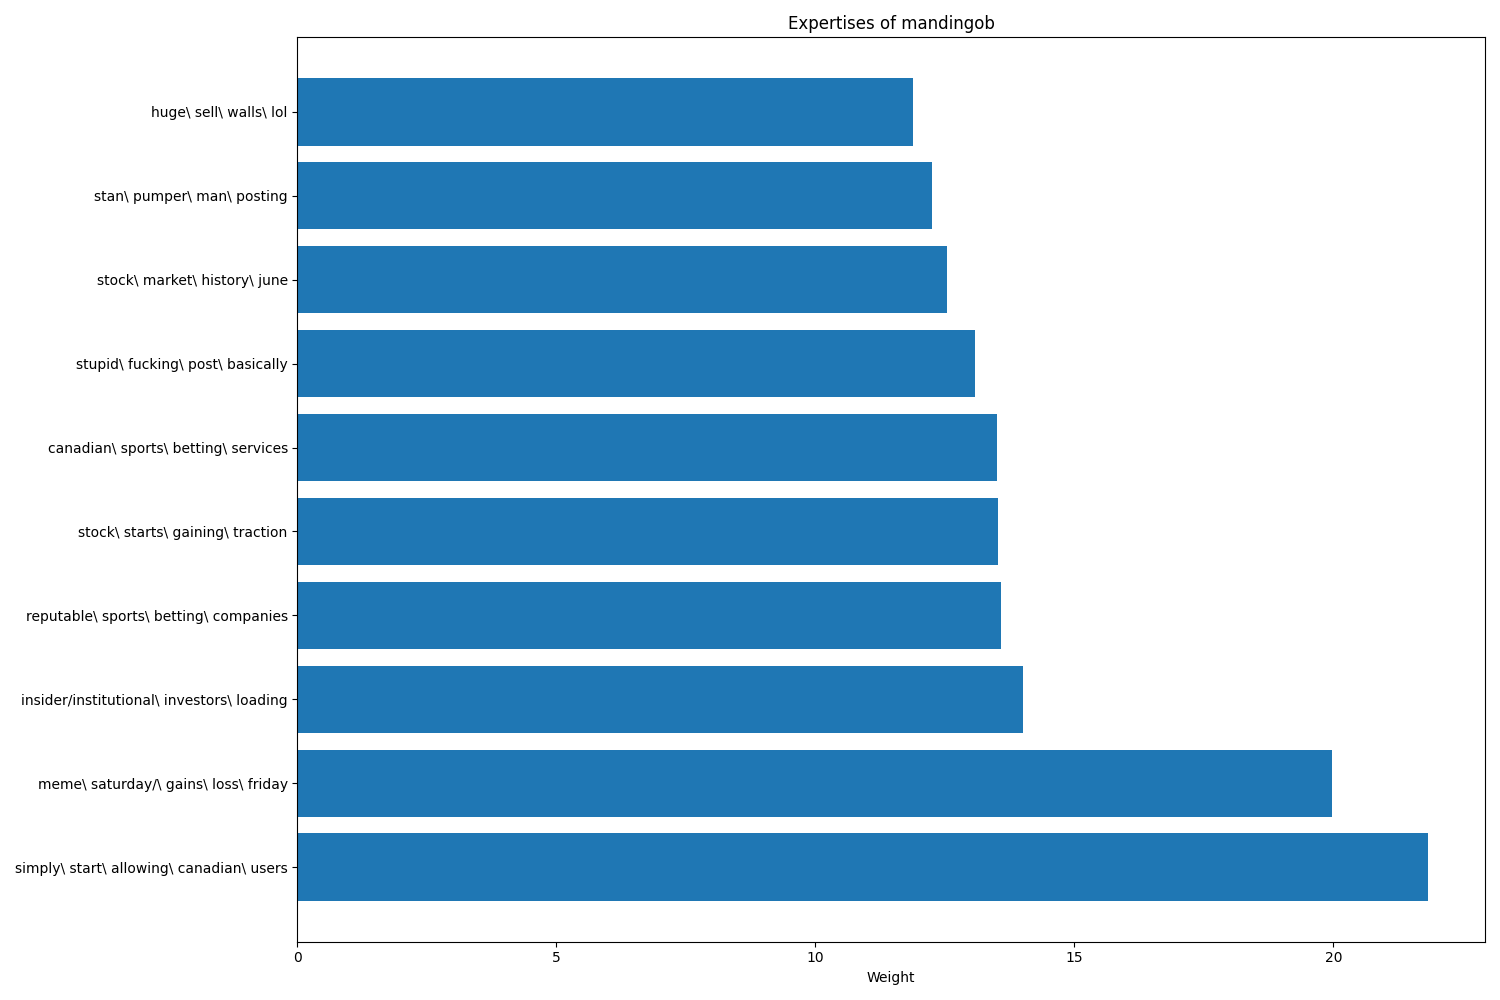 Expertises of mandingob
huge\ sell\ walls\ lol
stan\ pumper\ man\ posting
stock\ market\ history\ june
stupid\ fucking\ post\ basically
canadian\ sports\ betting\ services
stock\ starts\ gaining\ traction
reputable\ sports\ betting\ companies
insider/institutional\ investors\ loading
meme\ saturday/\ gains\ loss\ friday
simply\ start\ allowing\ canadian\ users
0 5 10 15 20
Weight